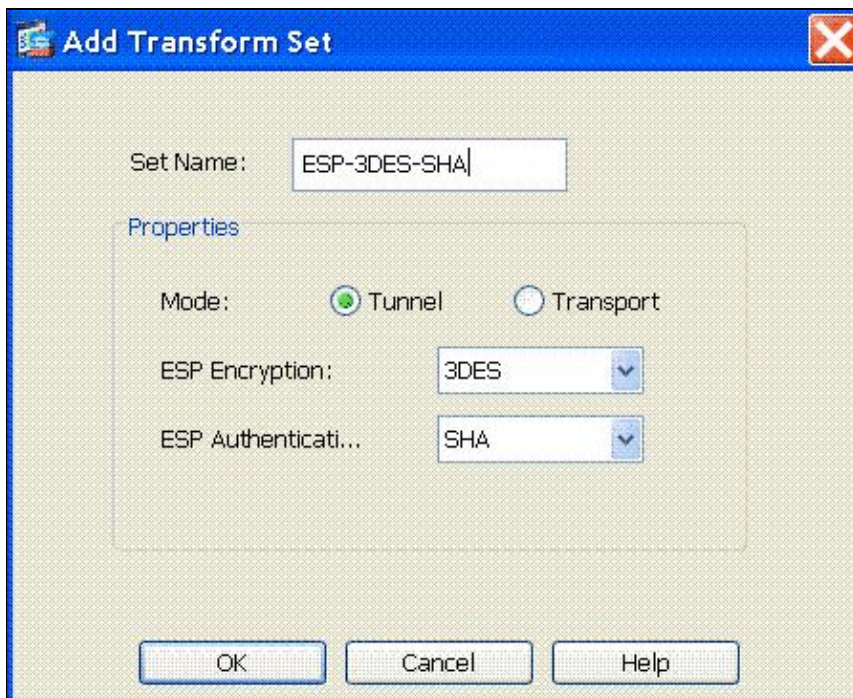 Add Transform Set
Set Name: ESP-3DES-SHA
Properties
Mode: Tunnel Transport
ESP Encryption: 3DES
ESP Authenticati... SHA
OK Cancel Help